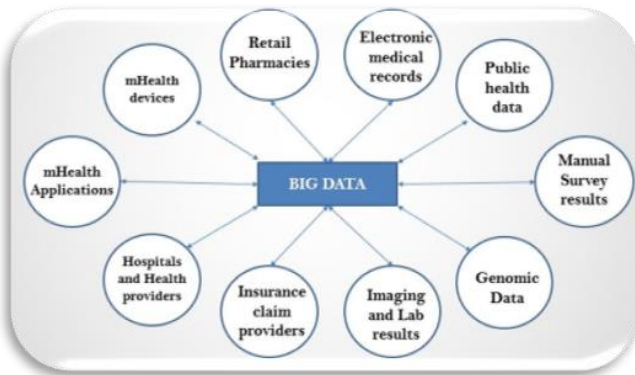 Retail
Pharmacies
Electronic
medical
records
mHealth
devices
Public
health
data
mHealth
Applications
BIG DATA
Manual
Survey
results
Hospitals
and Health
providers
Insurance
claim
providers
Imaging
and Lab
results
Genomic
Data